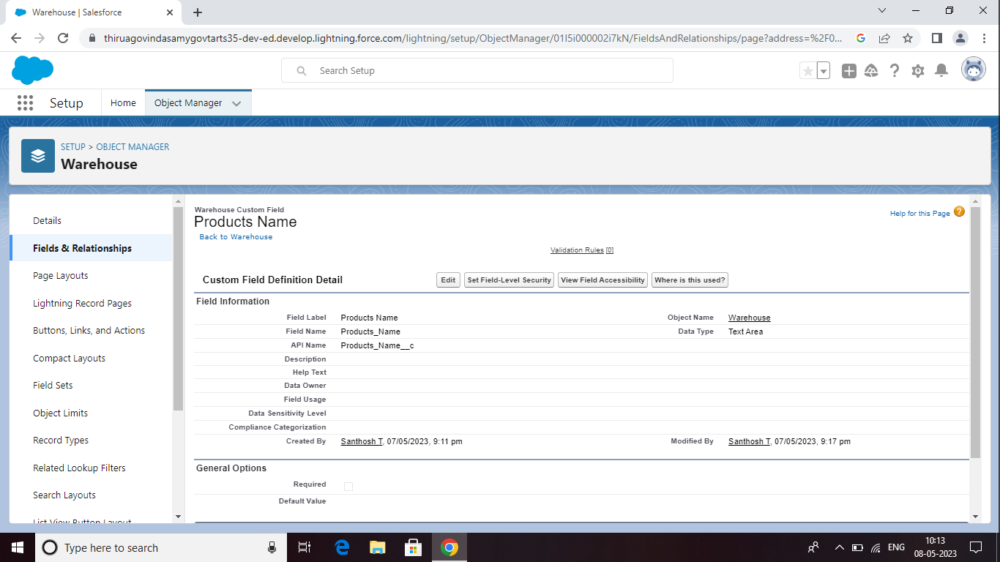 Warehouse | Salesforce
thiruagovindasamygovtarts35-dev-ed.develop.lightning.force.com/lightning/setup/ObjectManager/01I5i000002i7kN/FieldsAndRelationships/page?address=%2F0...
Search Setup
Setup
Home
Object Manager
SETUP > OBJECT MANAGER
Warehouse
Details
Fields & Relationships
Page Layouts
Lightning Record Pages
Buttons, Links, and Actions
Compact Layouts
Field Sets
Object Limits
Record Types
Related Lookup Filters
Search Layouts
List View Button Layout
Warehouse Custom Field
Products Name
Back to Warehouse
Help for this Page
Validation Rules [0]
Custom Field Definition Detail
Edit
Set Field-Level Security
View Field Accessibility
Where is this used?
Field Information
Field Label Products Name
Object Name Warehouse
Field Name Products_Name
Data Type Text Area
API Name Products_Name__c
Description
Help Text
Data Owner
Field Usage
Data Sensitivity Level
Compliance Categorization
Created By Santhosh T, 07/05/2023, 9:11 pm
Modified By Santhosh T, 07/05/2023, 9:17 pm
General Options
Required
Default Value
Type here to search
ENG
10:13
08-05-2023